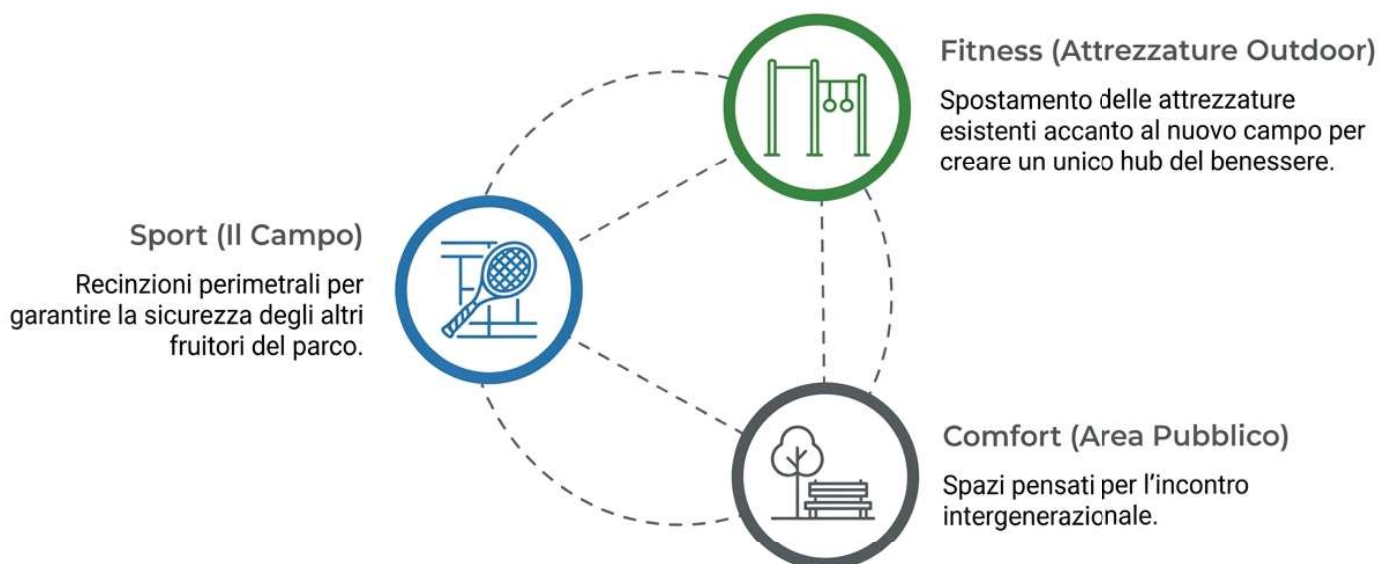 Fitness (Attrezzature Outdoor)
Spostamento delle attrezzature
esistenti accanto al nuovo campo per
creare un unico hub del benessere.
Sport (Il Campo)
Recinzioni perimetrali per
garantire la sicurezza degli altri
fruitori del parco.
Comfort (Area Pubblico)
Spazi pensati per l'incontro
intergenerazionale.